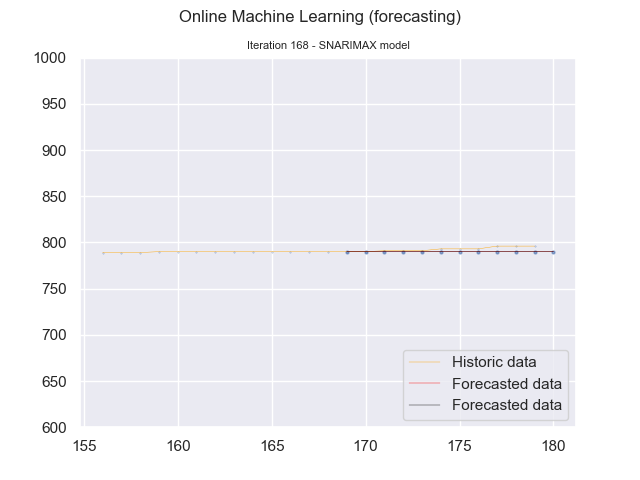 Online Machine Learning (forecasting)
Iteration 168 - SNARIMAX model
1000
950
900
850
800
750
700
650
600
155 160 165 170 175 180
Historic data
Forecasted data
Forecasted data